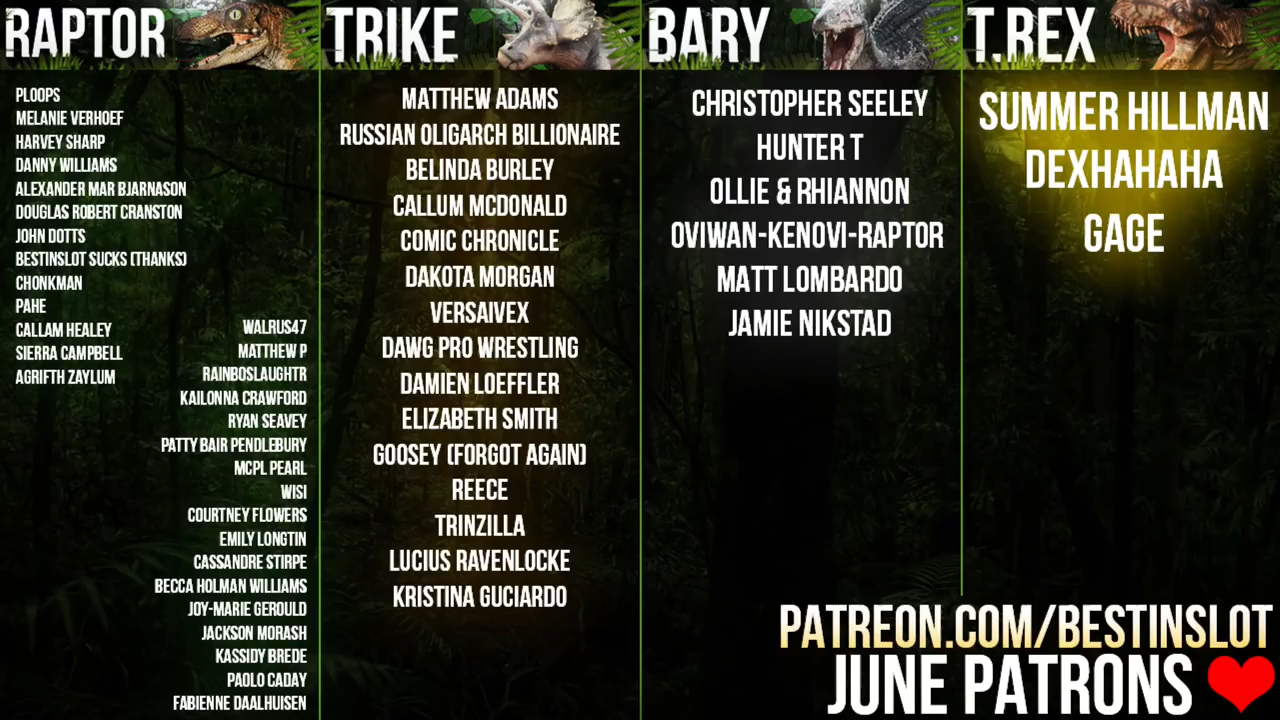 RAPTOR
PLOOPS
MELANIE VERHOEF
HARVEY SHARP
DANNY WILLIAMS
ALEXANDER MAR BJARNASON
DOUGLAS ROBERT CRANSTON
JOHN DOTTS
BESTINSLOT SUCKS (THANKS)
CHONKMAN
PAHE
CALLAM HEALEY
SIERRA CAMPBELL
AGRIFTH ZAYLUM
WALRUS47
MATTHEW P
RAINBOSLAUGHTR
KAILONNA CRAWFORD
RYAN SEAVEY
PATTY BAIR PENDLEBURY
MCPL PEARL
WISI
COURTNEY FLOWERS
EMILY LONGTIN
CASSANDRE STIRPE
BECCA HOLMAN WILLIAMS
JOY-MARIE GEROULD
JACKSON MORASH
KASSIDY BREDE
PAOLO CADAY
FABIENNE DAALHUISEN
TRIKE
MATTHEW ADAMS
RUSSIAN OLIGARCH BILLIONAIRE
BELINDA BURLEY
CALLUM MCDONALD
COMIC CHRONICLE
DAKOTA MORGAN
VERSAIVEX
DAWG PRO WRESTLING
DAMIEN LOEFFLER
ELIZABETH SMITH
GOOSEY (FORGOT AGAIN)
REECE
TRINZILLA
LUCIUS RAVENLOCKE
KRISTINA GUCIARDO
BARY
CHRISTOPHER SEELEY
HUNTER T
OLLIE & RHIANNON
OVIWAN-KENOVI-RAPTOR
MATT LOMBARDO
JAMIE NIKSTAD
T.REX
SUMMER HILLMAN
DEXHAHAHA
GAGE
PATREON.COM/BESTINSLOT
JUNE PATRONS